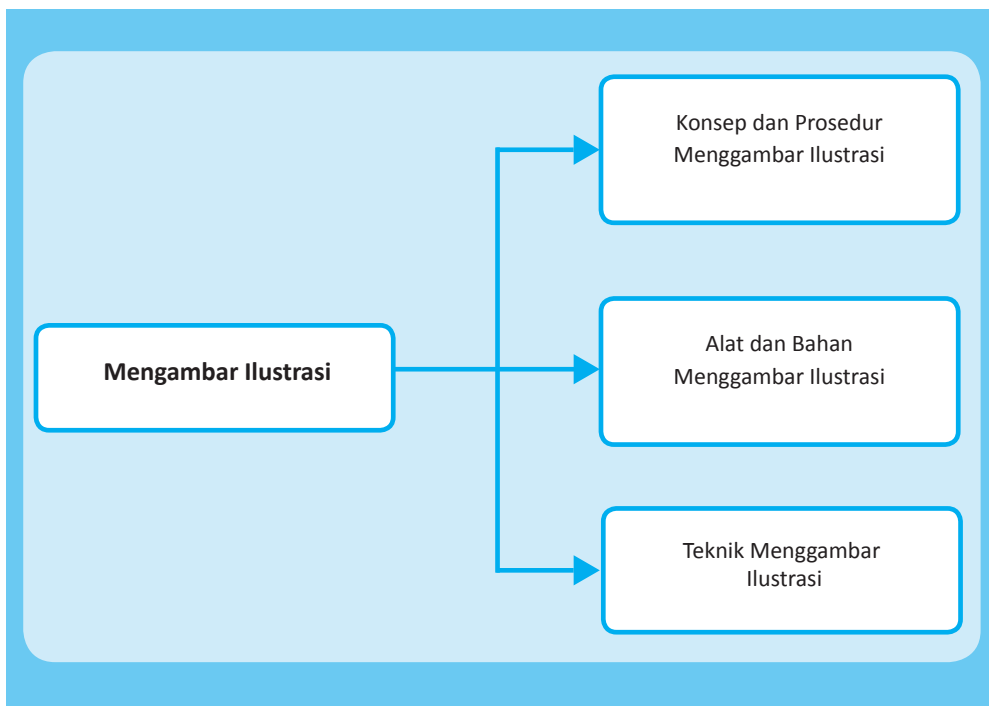 Konsep dan Prosedur
Menggambar Ilustrasi
Mengambar Ilustrasi
Alat dan Bahan
Menggambar Ilustrasi
Teknik Menggambar
Ilustrasi